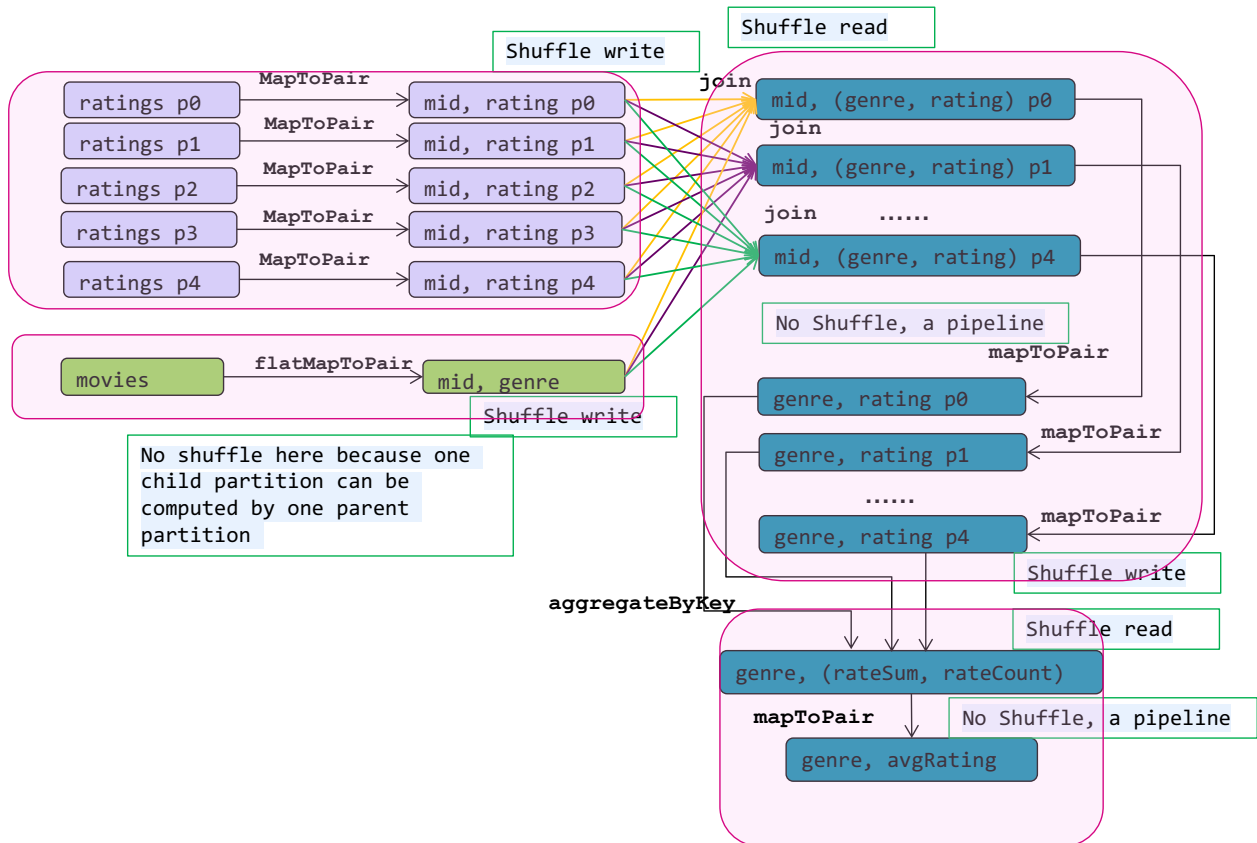 Shuffle read
Shuffle write
MapToPair
join
ratings p0
mid, rating p0
mid, (genre, rating) p0
MapToPair
join
ratings p1
mid, rating p1
mid, (genre, rating) p1
MapToPair
ratings p2
mid, rating p2
MapToPair
join
......
ratings p3
mid, rating p3
mid, (genre, rating) p4
MapToPair
ratings p4
mid, rating p4
No Shuffle, a pipeline
mapToPair
flatMapToPair
movies
mid, genre
genre, rating p0
Shuffle write
mapToPair
No shuffle here because one
child partition can be
computed by one parent
partition
genre, rating p1
......
mapToPair
genre, rating p4
Shuffle write
aggregateByKey
Shuffle read
genre, (rateSum, rateCount)
mapToPair
No Shuffle, a pipeline
genre, avgRating